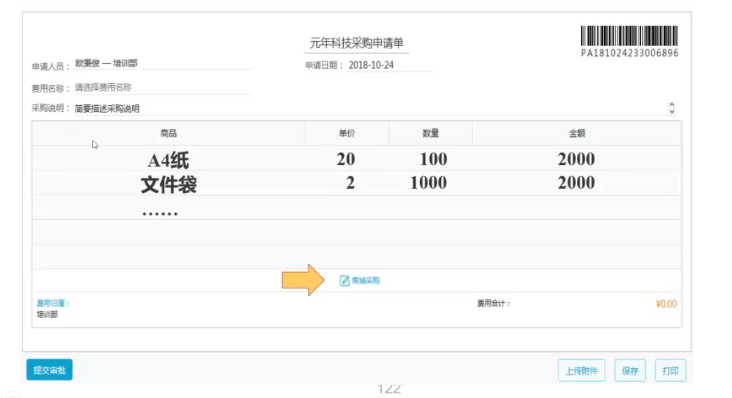 元年科技采购申请单
PA181024233006896
申请人员： 欧秉俊 — 培训部
申请日期： 2018-10-24
费用名称： 请选择费用名称
采购说明： 简要描述采购说明
商品 单价 数量 金额
A4纸 20 100 2000
文件袋 2 1000 2000
......
商城采购
费用归属：
费用合计： ¥0.00
培训部
提交审批 上传附件 保存 打印
122